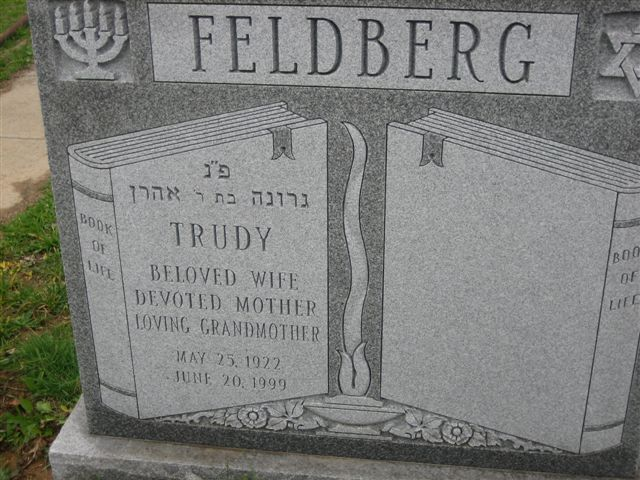 FELDBERG
פ"נ
גרונה בת ר' אהרן
TRUDY
BELOVED WIFE
DEVOTED MOTHER
LOVING GRANDMOTHER
MAY 25, 1922
JUNE 20, 1999
BOOK
OF
LIFE
BOO
OF
LIFE